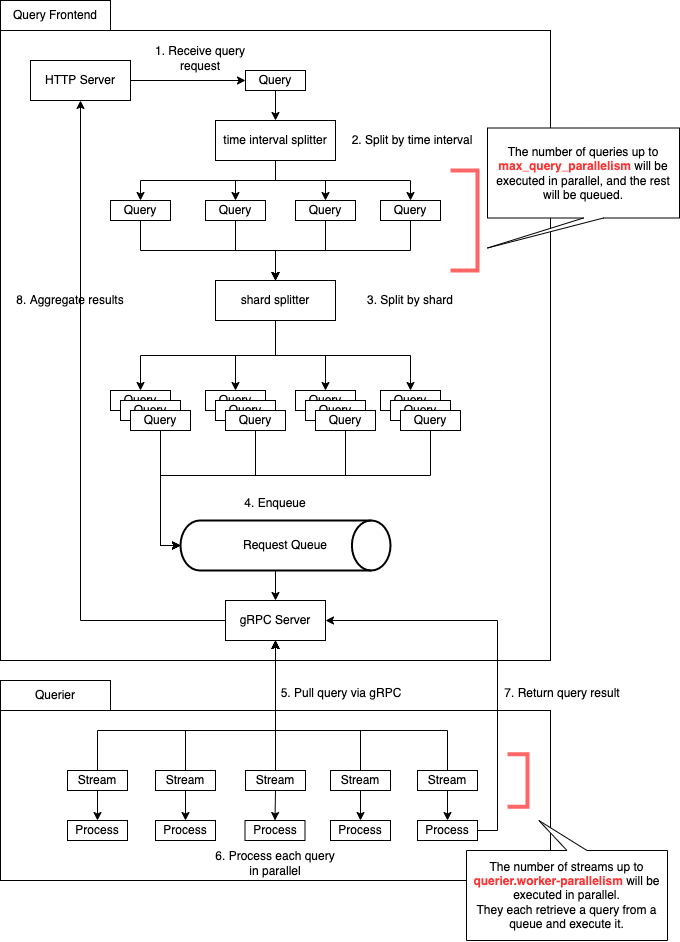 Query Frontend
1. Receive query
request
HTTP Server
Query
time interval splitter
2. Split by time interval
The number of queries up to
max_query_parallelism will be
executed in parallel, and the rest
will be queued.
Query
Query
Query
Query
8. Aggregate results
shard splitter
3. Split by shard
Query
Query
Query
Query
Query
Query
Query
Query
Query
Query
Query
Query
4. Enqueue
Request Queue
gRPC Server
Querier
5. Pull query via gRPC
7. Return query result
Stream
Stream
Stream
Stream
Stream
Process
Process
Process
Process
Process
6. Process each query
in parallel
The number of streams up to
querier.worker-parallelism will be
executed in parallel.
They each retrieve a query from a
queue and execute it.